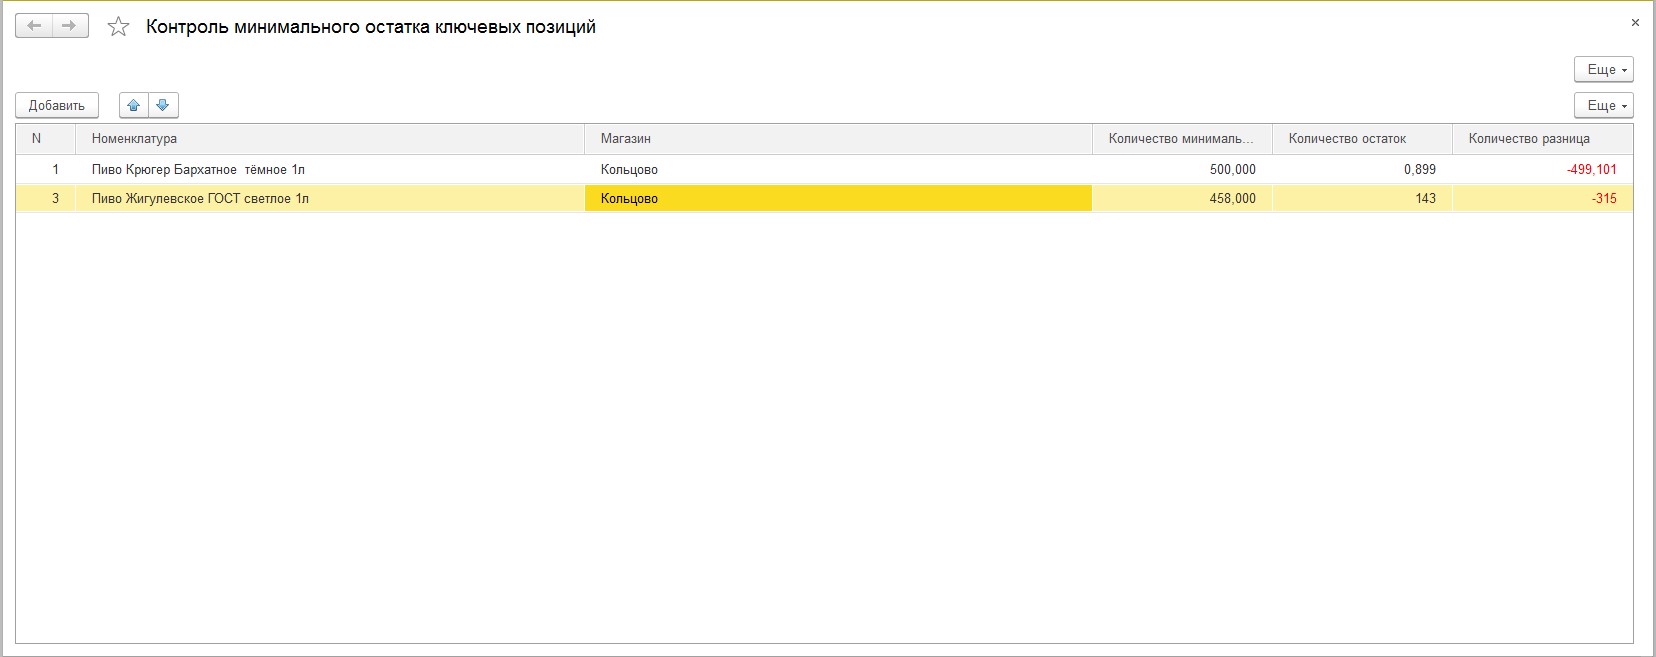 Контроль минимального остатка ключевых позиций
Еще
Добавить
Еще
N Номенклатура Магазин Количество минималь... Количество остаток Количество разница
1 Пиво Крюгер Бархатное  тёмное 1л Кольцово 500,000 0,899 -499,101
3 Пиво Жигулевское ГОСТ светлое 1л Кольцово 458,000 143 -315